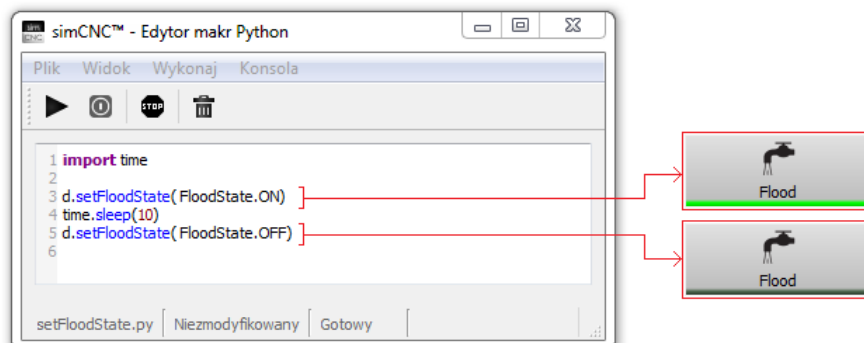 simCNC™ - Edytor makr Python
Plik Widok Wykonaj Konsola
STOP
1 import time
2
3 d.setFloodState( FloodState.ON)
4 time.sleep(10)
5 d.setFloodState( FloodState.OFF)
6
setFloodState.py Niezmodyfikowany Gotowy
Flood
Flood